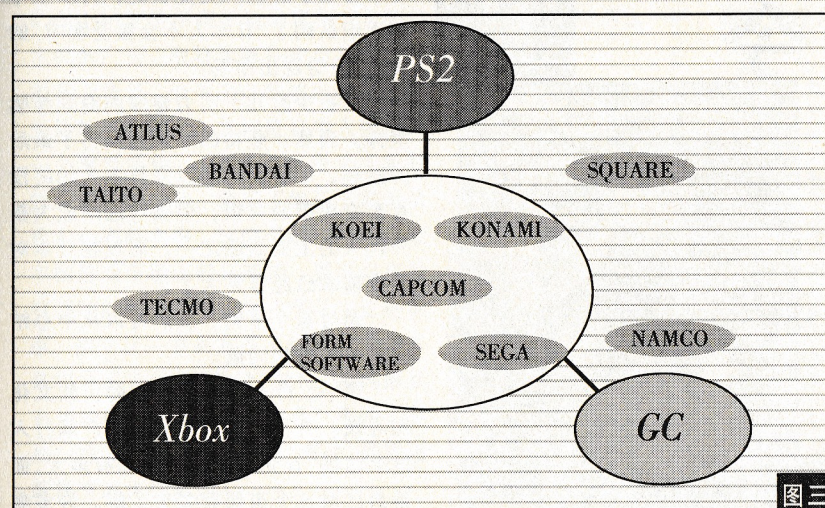 PS2
ATLUS
BANDAI
SQUARE
TAITO
KOEI
KONAMI
CAPCOM
TECMO
FORM
SOFTWARE
SEGA
NAMCO
Xbox
GC
图三